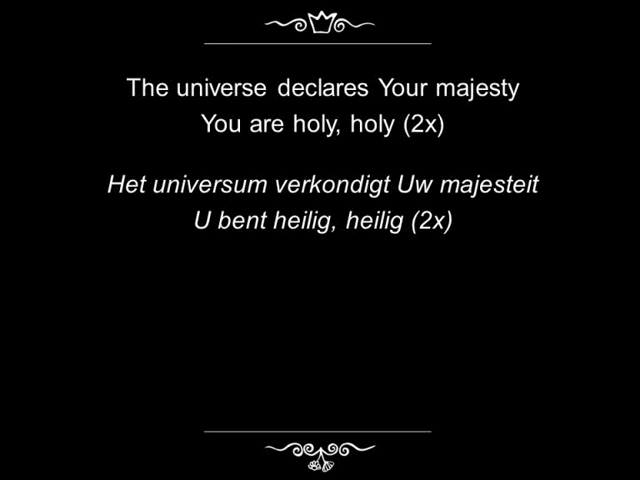 The universe declares Your majesty
You are holy, holy (2x)
Het universum verkondigt Uw majesteit
U bent heilig, heilig (2x)